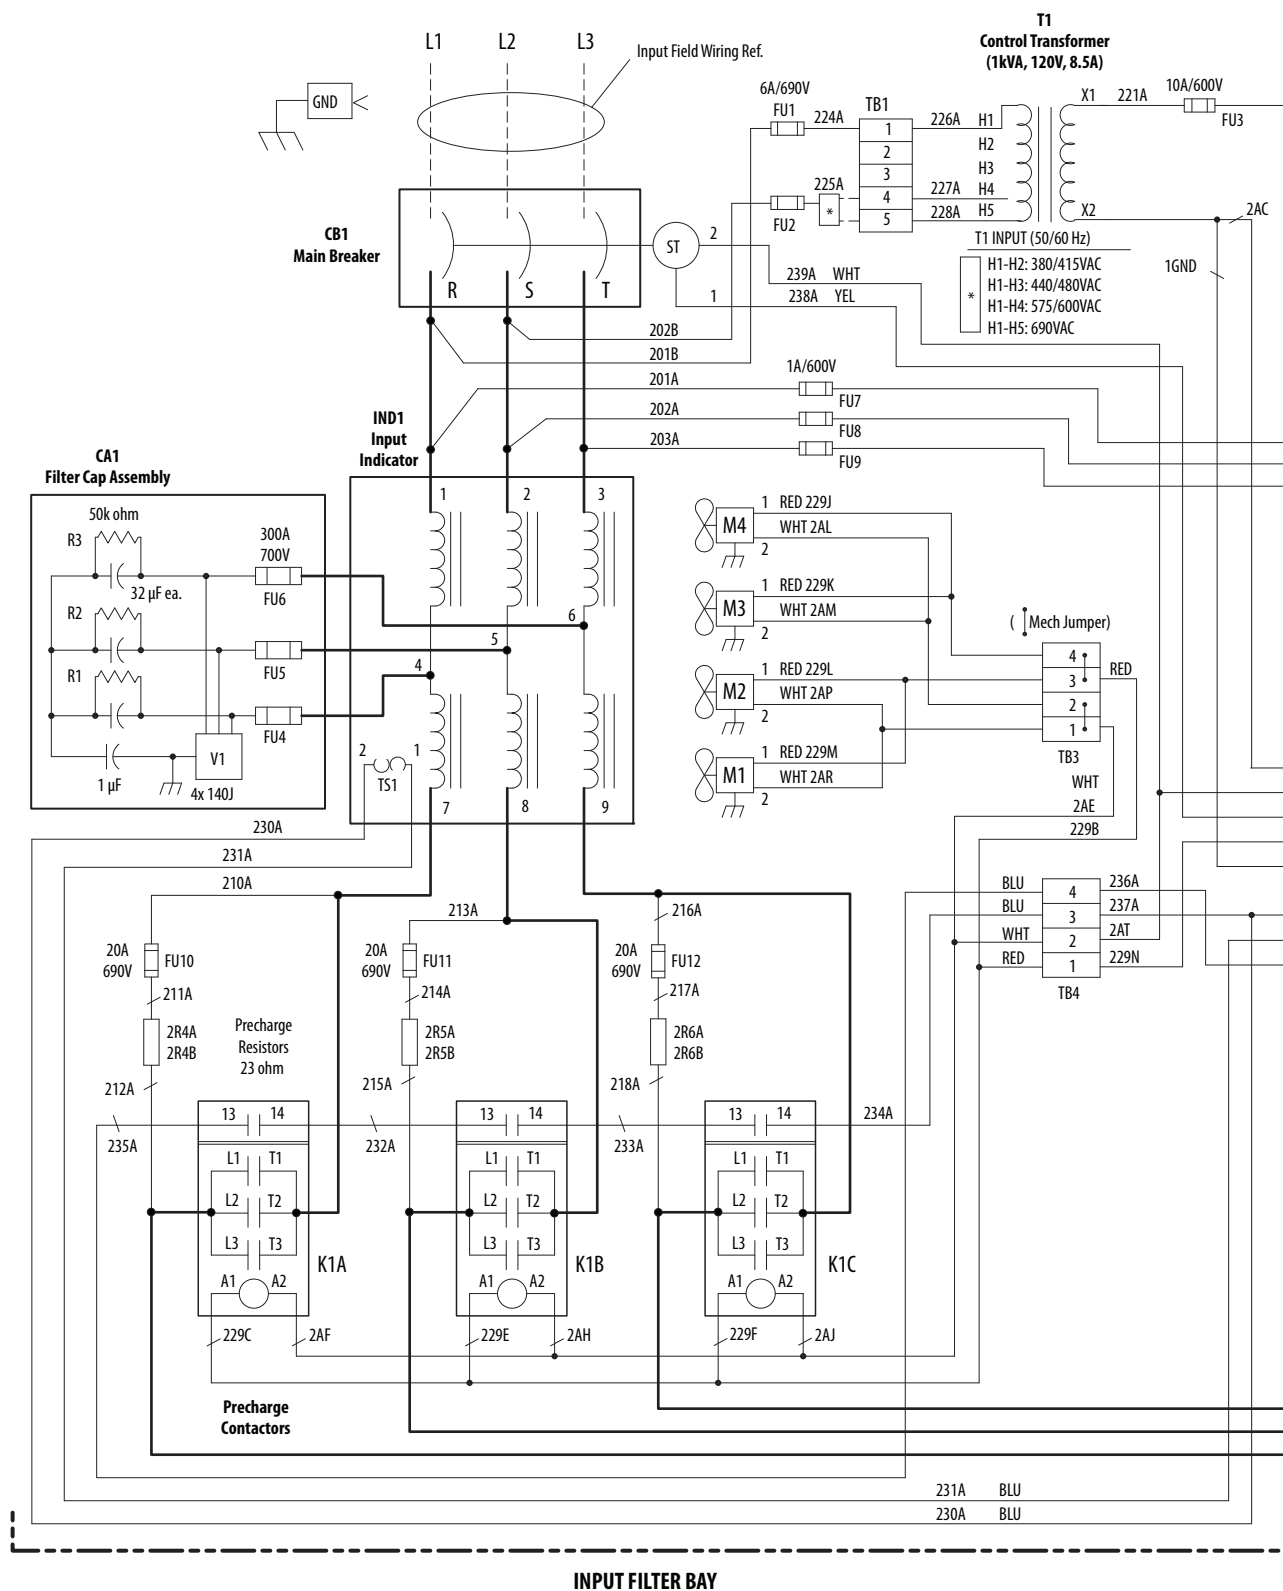 T1
Control Transformer
(1kVA, 120V, 8.5A)
L1 L2 L3
Input Field Wiring Ref.
GND
6A/690V
FU1
224A
TB1
1
2
3
4
5
226A H1
H2
H3
227A H4
228A H5
X1 221A
10A/600V
FU3
X2
2AC
1GND
225A
*
FU2
T1 INPUT (50/60 Hz)
*
H1-H2: 380/415VAC
H1-H3: 440/480VAC
H1-H4: 575/600VAC
H1-H5: 690VAC
CB1
Main Breaker
R S T
ST
2
1
239A WHT
238A YEL
202B
201B
1A/600V
201A
FU7
202A
FU8
203A
FU9
IND1
Input
Indicator
1 2 3
6
5
4
2 1
TS1
7 8 9
CA1
Filter Cap Assembly
50k ohm
R3
32 µF ea.
R2
R1
300A
700V
FU6
FU5
FU4
1 µF
V1
4x 140J
M4
1 RED 229J
WHT 2AL
2
M3
1 RED 229K
WHT 2AM
2
M2
1 RED 229L
WHT 2AP
2
M1
1 RED 229M
WHT 2AR
2
( Mech Jumper)
4
3
2
1
TB3
RED
WHT
2AE
229B
230A
231A
210A
213A
216A
BLU 4 236A
BLU 3 237A
WHT 2 2AT
RED 1 229N
TB4
20A
690V
FU10
211A
2R4A
2R4B
212A
Precharge
Resistors
23 ohm
20A
690V
FU11
214A
2R5A
2R5B
215A
20A
690V
FU12
217A
2R6A
2R6B
218A
235A
13 14
232A
13 14
233A
13 14
234A
L1 T1
L2 T2
L3 T3
K1A
A1 A2
229C 2AF
L1 T1
L2 T2
L3 T3
K1B
A1 A2
229E 2AH
L1 T1
L2 T2
L3 T3
K1C
A1 A2
229F 2AJ
Precharge
Contactors
231A BLU
230A BLU
INPUT FILTER BAY